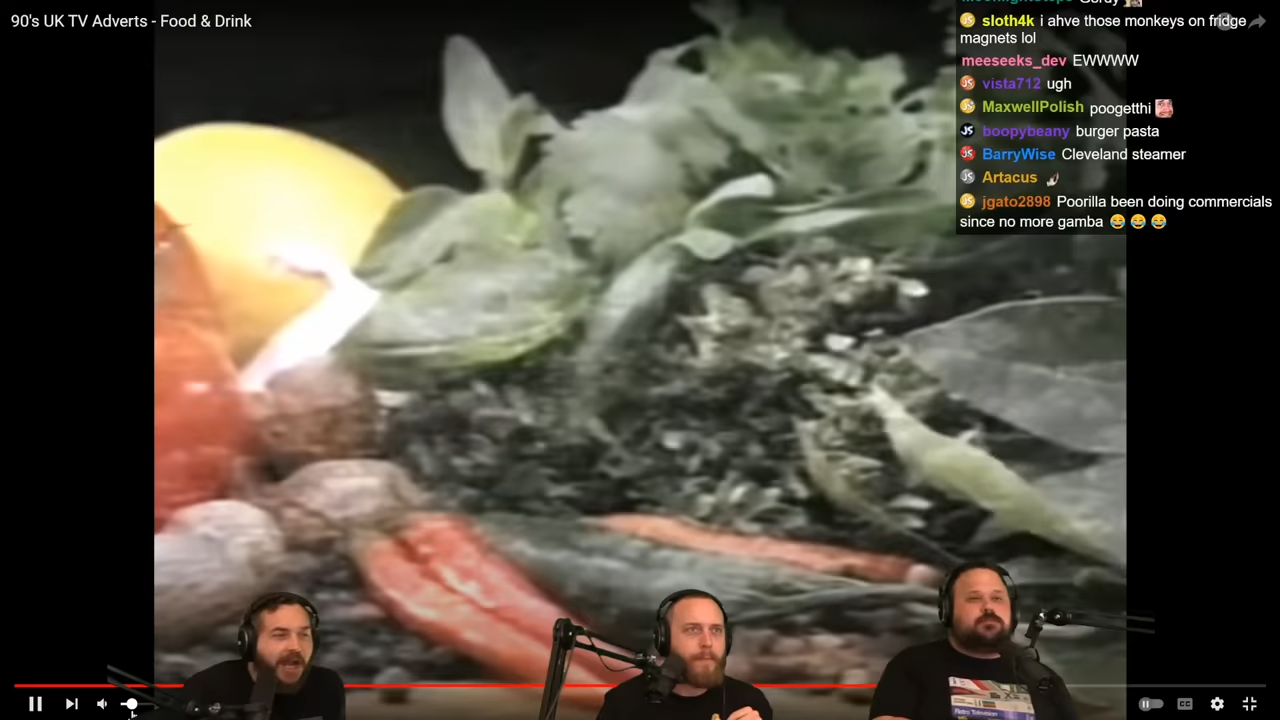 90's UK TV Adverts - Food & Drink
sloth4k i ahve those monkeys on fridge
magnets lol
meeseeks_dev EWWWW
vista712 ugh
MaxwellPolish poogetthi
boopybeany burger pasta
BarryWise Cleveland steamer
Artacus
jgato2898 Poorilla been doing commercials
since no more gamba 😂 😂 😂